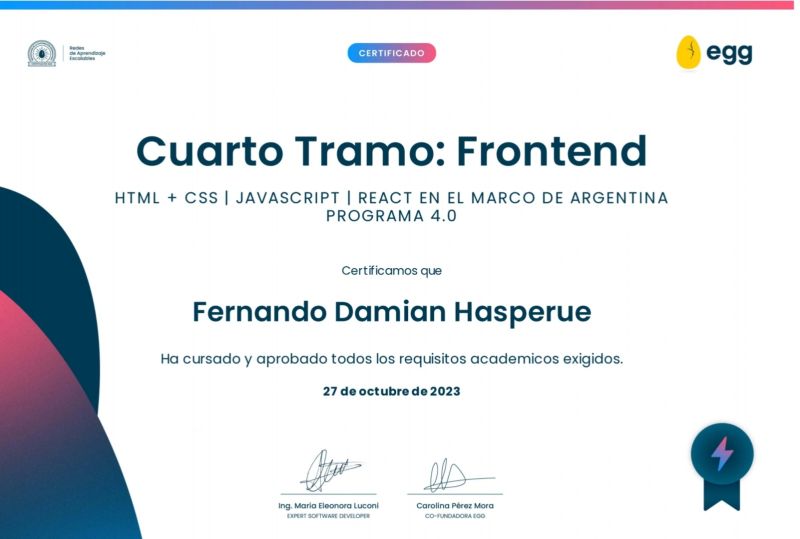 Redes
de Aprendizaje
Escalables
CERTIFICADO
egg
Cuarto Tramo: Frontend
HTML + CSS | JAVASCRIPT | REACT EN EL MARCO DE ARGENTINA
PROGRAMA 4.0
Certificamos que
Fernando Damian Hasperue
Ha cursado y aprobado todos los requisitos academicos exigidos.
27 de octubre de 2023
Ing. Maria Eleonora Luconi
EXPERT SOFTWARE DEVELOPER
Carolina Pérez Mora
CO-FUNDADORA EGG